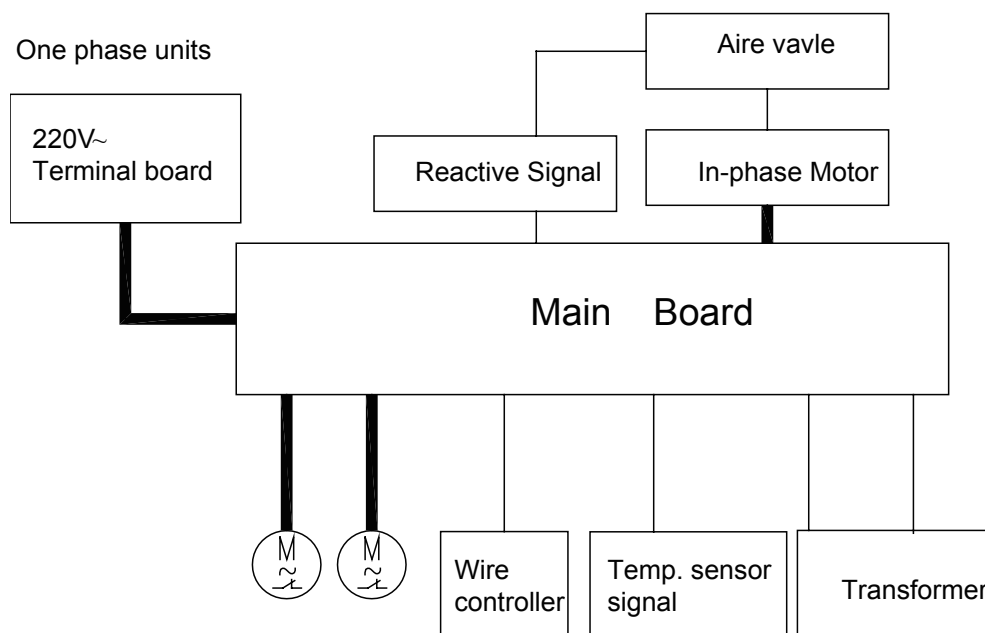 One phase units
Aire vavle
220V~
Terminal board
Reactive Signal
In-phase Motor
Main Board
M
~
M
~
Wire
controller
Temp. sensor
signal
Transformer